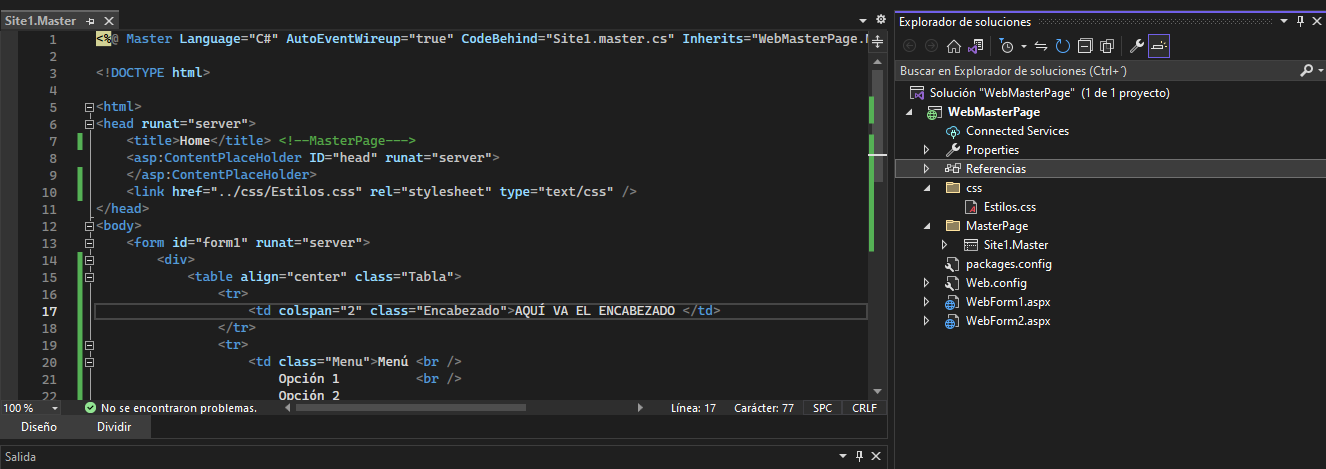 Site1.Master
1 <%@ Master Language="C#" AutoEventWireup="true" CodeBehind="Site1.master.cs" Inherits="WebMasterPage.
2
3 <!DOCTYPE html>
4
5 <html>
6 <head runat="server">
7 <title>Home</title> <!--MasterPage--->
8 <asp:ContentPlaceHolder ID="head" runat="server">
9 </asp:ContentPlaceHolder>
10 <link href="../css/Estilos.css" rel="stylesheet" type="text/css" />
11 </head>
12 <body>
13 <form id="form1" runat="server">
14 <div>
15 <table align="center" class="Tabla">
16 <tr>
17 <td colspan="2" class="Encabezado">AQUÍ VA EL ENCABEZADO </td>
18 </tr>
19 <tr>
20 <td class="Menu">Menú <br />
21 Opción 1 <br />
22 Opción 2
100 % No se encontraron problemas. Línea: 17 Carácter: 77 SPC CRLF
Diseño Dividir
Salida
Explorador de soluciones
Buscar en Explorador de soluciones (Ctrl+´)
Solución "WebMasterPage" (1 de 1 proyecto)
WebMasterPage
Connected Services
Properties
Referencias
css
Estilos.css
MasterPage
Site1.Master
packages.config
Web.config
WebForm1.aspx
WebForm2.aspx